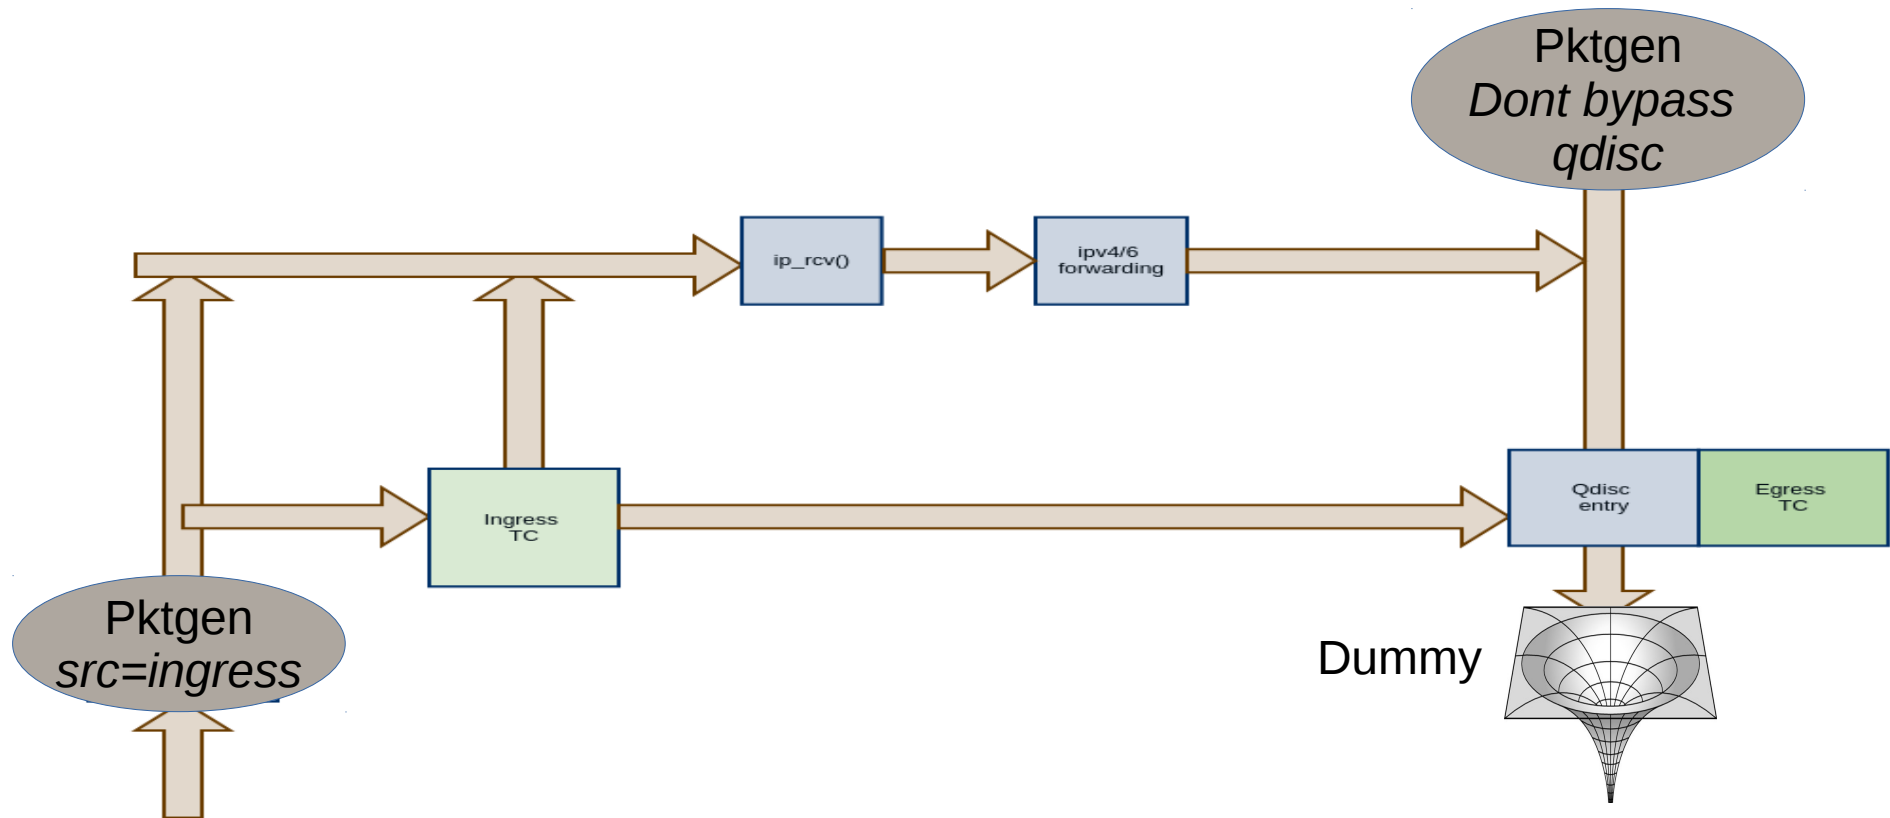 Pktgen
Dont bypass
qdisc
ip_rcv()
ipv4/6
forwarding
Ingress
TC
Qdisc
entry
Egress
TC
Pktgen
src=ingress
Dummy